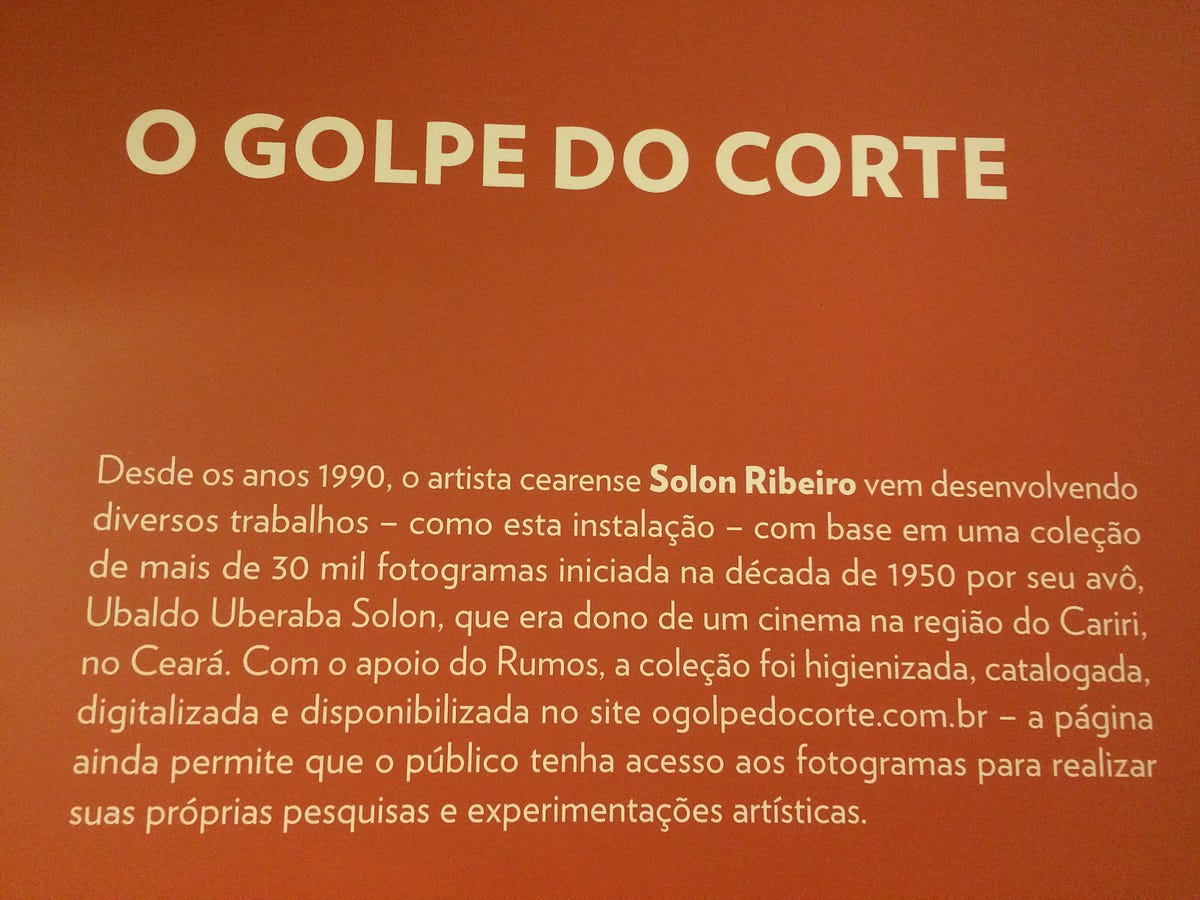 O GOLPE DO CORTE
Desde os anos 1990, o artista cearense Solon Ribeiro vem desenvolvendo
diversos trabalhos – como esta instalação – com base em uma coleção
de mais de 30 mil fotogramas iniciada na década de 1950 por seu avô,
Ubaldo Uberaba Solon, que era dono de um cinema na região do Cariri,
no Ceará. Com o apoio do Rumos, a coleção foi higienizada, catalogada,
digitalizada e disponibilizada no site ogolpedocorte.com.br – a página
ainda permite que o público tenha acesso aos fotogramas para realizar
suas próprias pesquisas e experimentações artísticas.